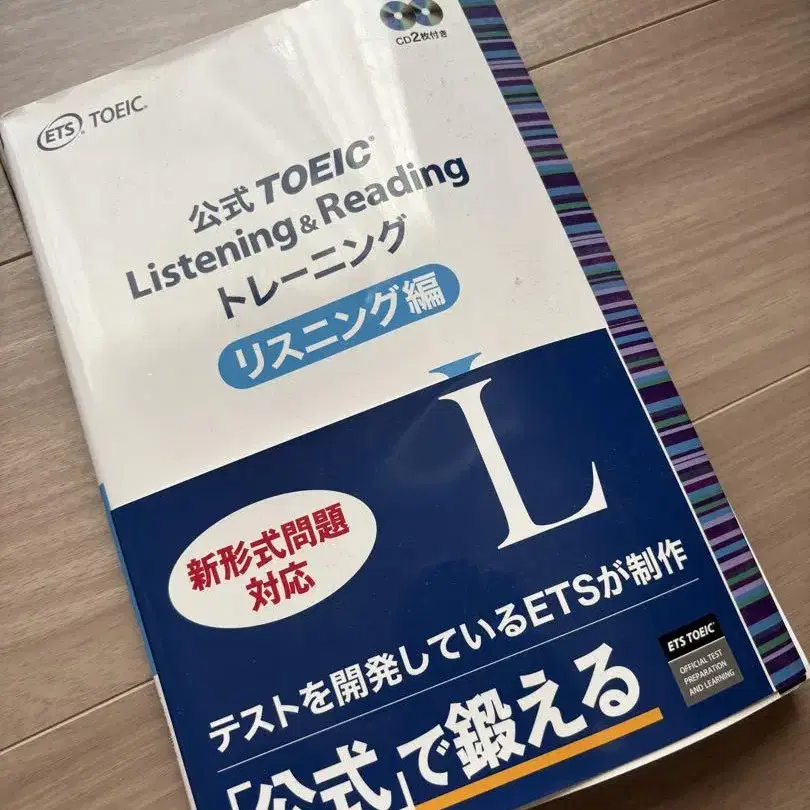 CD2枚付き
ETS® TOEIC®
公式 TOEIC®
Listening & Reading
トレーニング
リスニング編
L
新形式問題
対応
テストを開発しているETSが制作
「公式」で鍛える
ETS TOEIC®
OFFICIAL TEST
PREPARATION
AND LEARNING